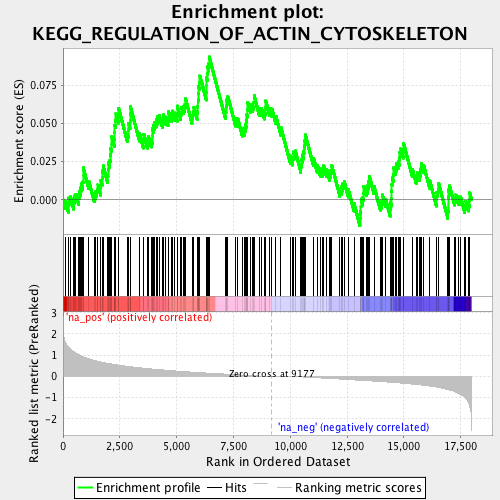 Enrichment plot:
KEGG_REGULATION_OF_ACTIN_CYTOSKELETON
Enrichment score (ES)
0.075
0.050
0.025
0.000
Ranked list metric (PreRanked)
3
2
1
0
-1
-2
'na_pos' (positively correlated)
Zero cross at 9177
'na_neg' (negatively correlated)
0
2,500
5,000
7,500
10,000
12,500
15,000
17,500
Rank in Ordered Dataset
Enrichment profile
Hits
Ranking metric scores